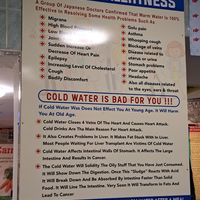 A Group Of Japanese Doctors Confirmed That Warm Water Is 100%
Effective In Resolving Some Health Problems Such As
Migraine
High Blood
Low Blood
Joint
Sudden Increase Or
Decrease Of Heart Pan
Epilepsy
Increasing Level Of Cholesterol
Cough
Bodily Discomfort
Golu pain
Asthma
Whooping cough
Blockage of veins
Disease related to
uterus or urine
Stomach problems
Poor appetite
Headache
Also all diseases related
to the eyes, ears & throat
COLD WATER IS BAD FOR YOU !!!
If Cold Water Was Does Not Effect You At Young Age. It Will Harm
You At Old Age.
Cold Water Closes 4 Veins Of The Heart And Causes Heart Attack.
Cold Drinks Are The Main Reason For Heart Attack.
It Also Creates Problems In Liver. It Makes Fat Stuck With In Liver.
Most People Waiting For Liver Transplant Are Victims Of Cold Water
Cold Water Affects Internal Walls Of Stomach. It Affects The Large
Intestine And Results In Cancer.
The Cold Water Will Solidify The Oily Stuff That You Have Just Consumed.
It Will Slow Down The Digestion. Once This "Sludge" Reacts With Acid
It Will Break Down And Be Absorbed By Intestine Faster Than Solid
Food. It Will Line The Intestine. Very Soon It Will Transform In To Fats And
Lead To Cancer